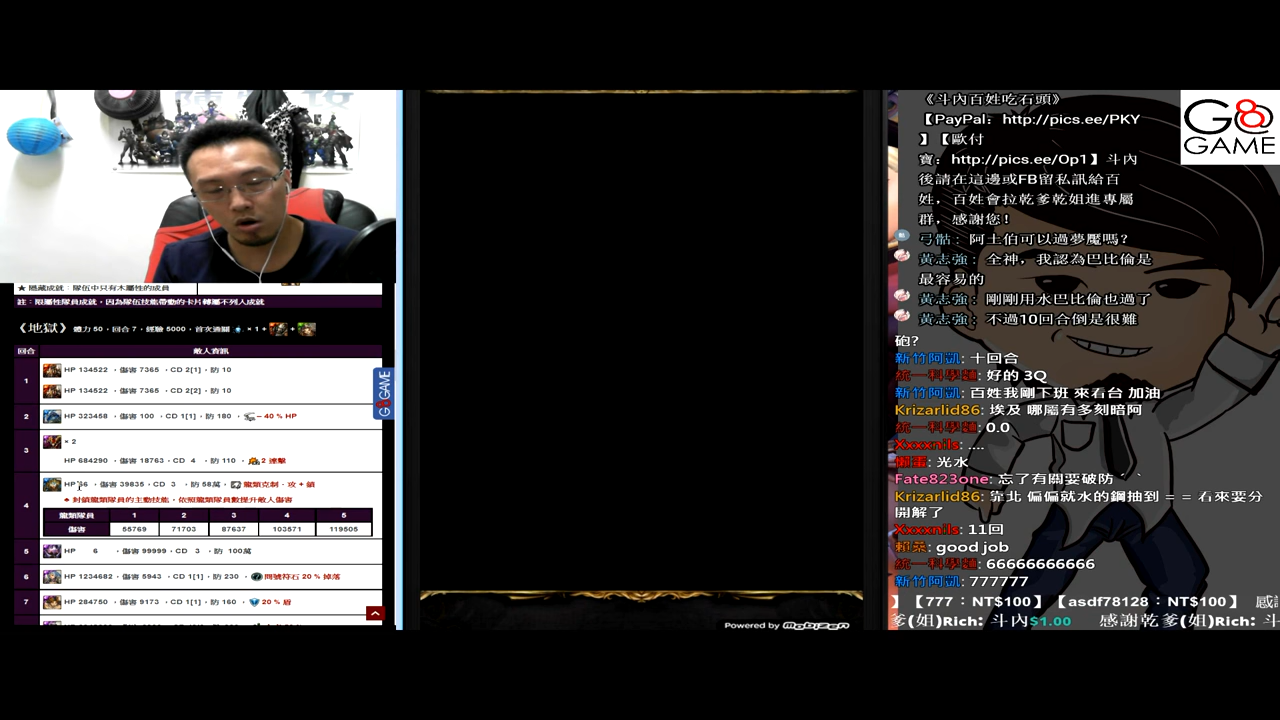 ★ 隱藏成就：隊伍中只有木屬性的成員
註：限屬性隊員成就，因為隊伍技能帶動的卡片轉屬不列入成就
《地獄》 體力 50，回合 7，經驗 5000，首次通關 × 1 + +
回合 敵人資訊
1 HP 134522 ，傷害 7365 ，CD 2[1] ，防 10
HP 134522 ，傷害 7365 ，CD 2[2] ，防 10
2 HP 323458 ，傷害 100 ，CD 1[1] ，防 180 ， – 40 % HP
3 × 2
HP 684290 ，傷害 18763 ，CD 4 ，防 110 ， 2 連擊
4 HP 66 ，傷害 39835 ，CD 3 ，防 58萬， 龍類克制．攻 + 鎖
封鎖龍類隊員的主動技能，依照龍類隊員數提升敵人傷害
龍類隊員 1 2 3 4 5
傷害 55769 71703 87637 103571 119505
5 HP 6 ，傷害 99999 ，CD 3 ，防 100萬
6 HP 1234682 ，傷害 5943 ，CD 1[1] ，防 230 ， 問號符石 20 % 掉落
7 HP 284750 ，傷害 9173 ，CD 1[1] ，防 160 ， 20 % 盾
G8GAME
Powered by Mobizen
《斗內百姓吃石頭》
【PayPal：http://pics.ee/PKY
】【歐付
寶：http://pics.ee/Op1】斗內
後請在這邊或FB留私訊給百
姓，百姓會拉乾爹乾姐進專屬
群，感謝您！
弓骷：阿土伯可以過夢魘嗎？
黃志強：全神，我認為巴比倫是
最容易的
黃志強：剛剛用水巴比倫也過了
黃志強：不過10回合倒是很難
砲?
新竹阿凱: 十回合
統一科學麵: 好的 3Q
新竹阿凱: 百姓我剛下班 來看台 加油
Krizarlid86: 埃及 哪屬有多刻暗阿
統一科學麵: 0.0
Xxxxnils: ....
懶蛋: 光水
Fate823one: 忘了有關要破防ˊˋ
Krizarlid86: 靠北 偏偏就水的鋼抽到 = = 看來要分
開解了
Xxxxnils: 11回
賴菜: good job
統一科學麵: 66666666666
新竹阿凱: 777777
】【777：NT$100】【asdf78128：NT$100】 感
爹(姐)Rich: 斗內$1.00 感謝乾爹(姐)Rich: 斗
G8
GAME